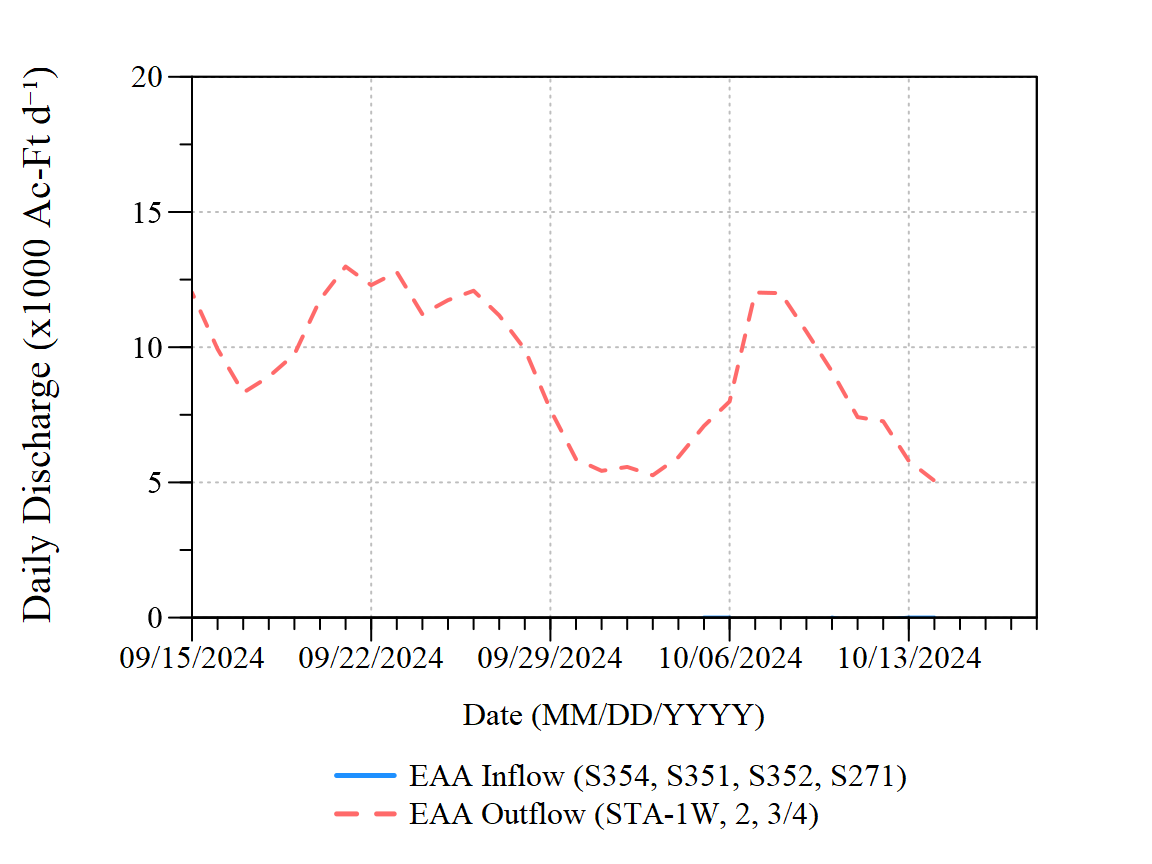 Daily Discharge (x1000 Ac-Ft d⁻¹)
20
15
10
5
0
09/15/2024 09/22/2024 09/29/2024 10/06/2024 10/13/2024
Date (MM/DD/YYYY)
EAA Inflow (S354, S351, S352, S271)
EAA Outflow (STA-1W, 2, 3/4)